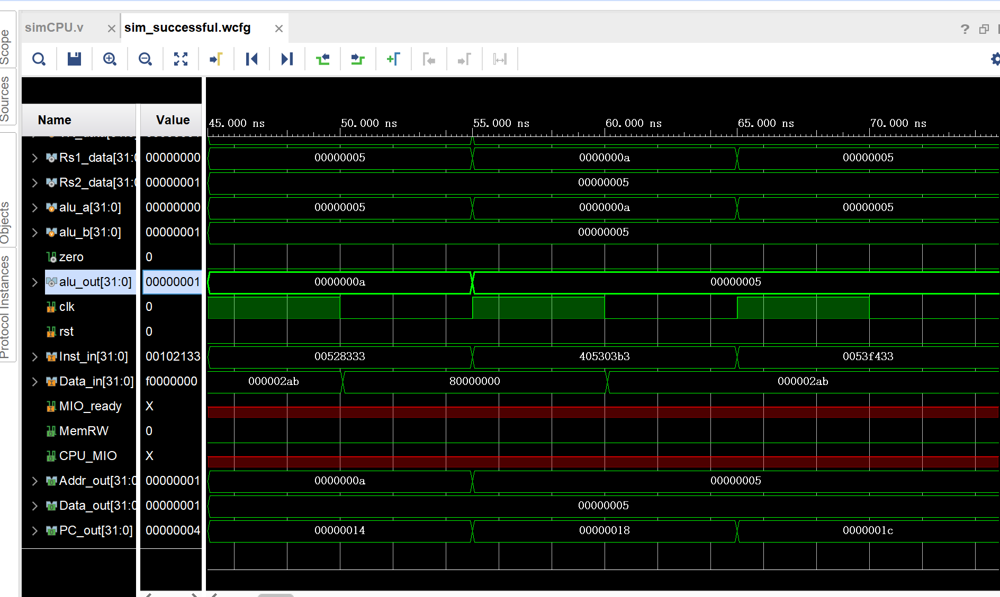 simCPU.v
sim_successful.wcfg
?
Scope
Sources
Objects
Protocol Instances
Name Value
45.000 ns 50.000 ns 55.000 ns 60.000 ns 65.000 ns 70.000 ns
Rs1_data[31:0 00000000 00000005 0000000a 00000005
Rs2_data[31:0 00000001 00000005
alu_a[31:0] 00000000 00000005 0000000a 00000005
alu_b[31:0] 00000001 00000005
zero 0
alu_out[31:0] 00000001 0000000a 00000005
clk 0
rst 0
Inst_in[31:0] 00102133 00528333 405303b3 0053f433
Data_in[31:0] f0000000 000002ab 80000000 000002ab
MIO_ready X
MemRW 0
CPU_MIO X
Addr_out[31:0 00000001 0000000a 00000005
Data_out[31:0 00000001 00000005
PC_out[31:0] 00000004 00000014 00000018 0000001c